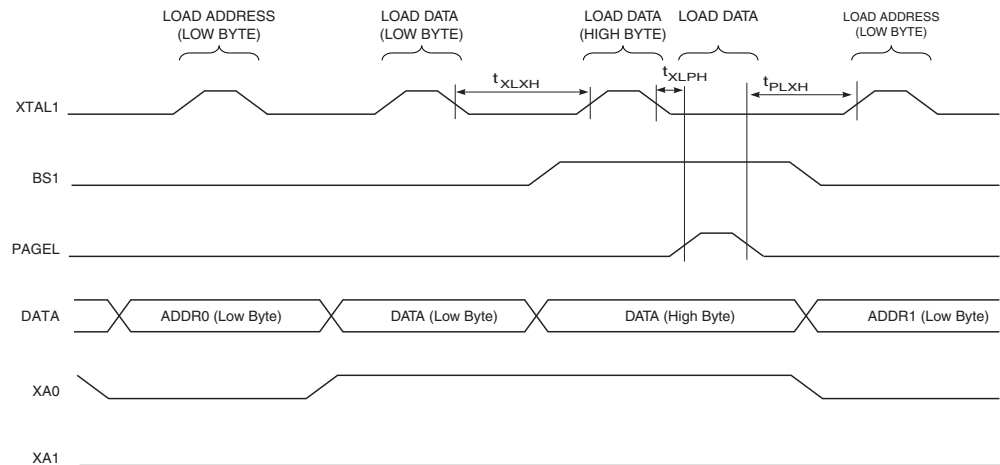 LOAD ADDRESS
(LOW BYTE)
LOAD DATA
(LOW BYTE)
LOAD DATA
(HIGH BYTE)
LOAD DATA
LOAD ADDRESS
(LOW BYTE)
tXLXH
tXLPH
tPLXH
XTAL1
BS1
PAGEL
DATA
ADDR0 (Low Byte)
DATA (Low Byte)
DATA (High Byte)
ADDR1 (Low Byte)
XA0
XA1